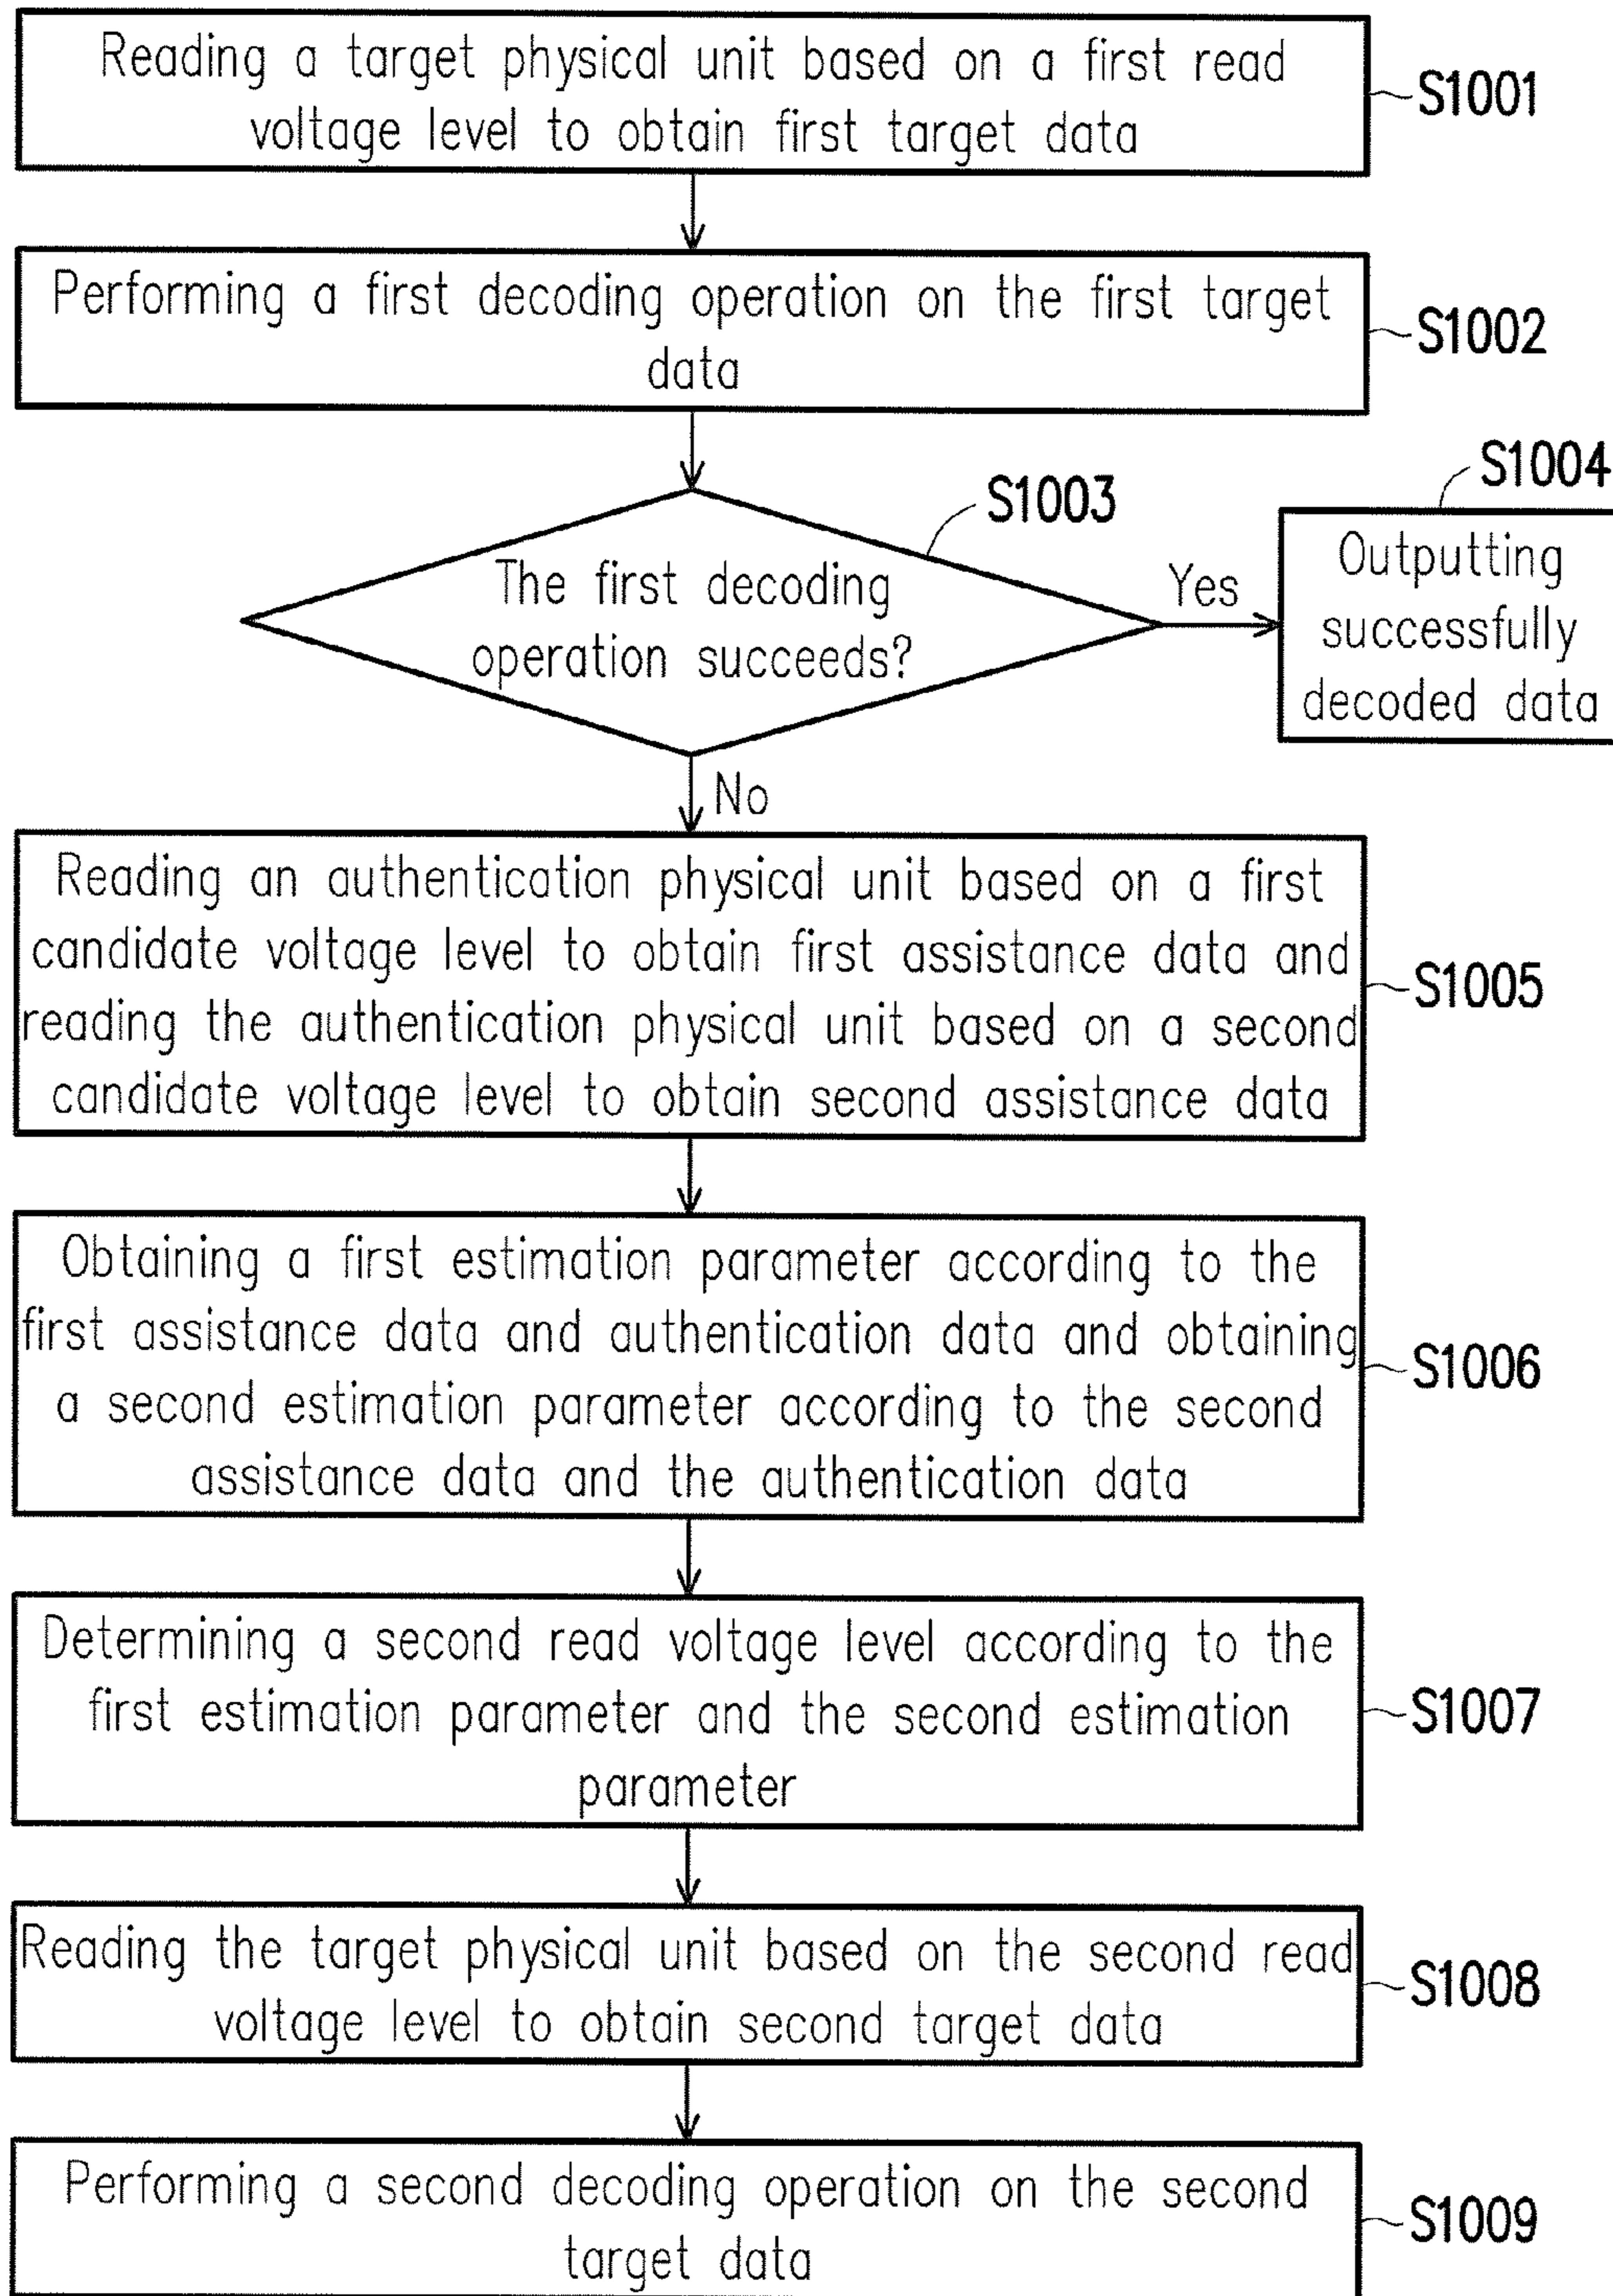 Reading a target physical unit based on a first read
voltage level to obtain first target data
S1001
Performing a first decoding operation on the first target
data
S1002
The first decoding
operation succeeds?
S1003
Yes
S1004
Outputting
successfully
decoded data
No
Reading an authentication physical unit based on a first
candidate voltage level to obtain first assistance data and
reading the authentication physical unit based on a second
candidate voltage level to obtain second assistance data
S1005
Obtaining a first estimation parameter according to the
first assistance data and authentication data and obtaining
a second estimation parameter according to the second
assistance data and the authentication data
S1006
Determining a second read voltage level according to the
first estimation parameter and the second estimation
parameter
S1007
Reading the target physical unit based on the second read
voltage level to obtain second target data
S1008
Performing a second decoding operation on the second
target data
S1009